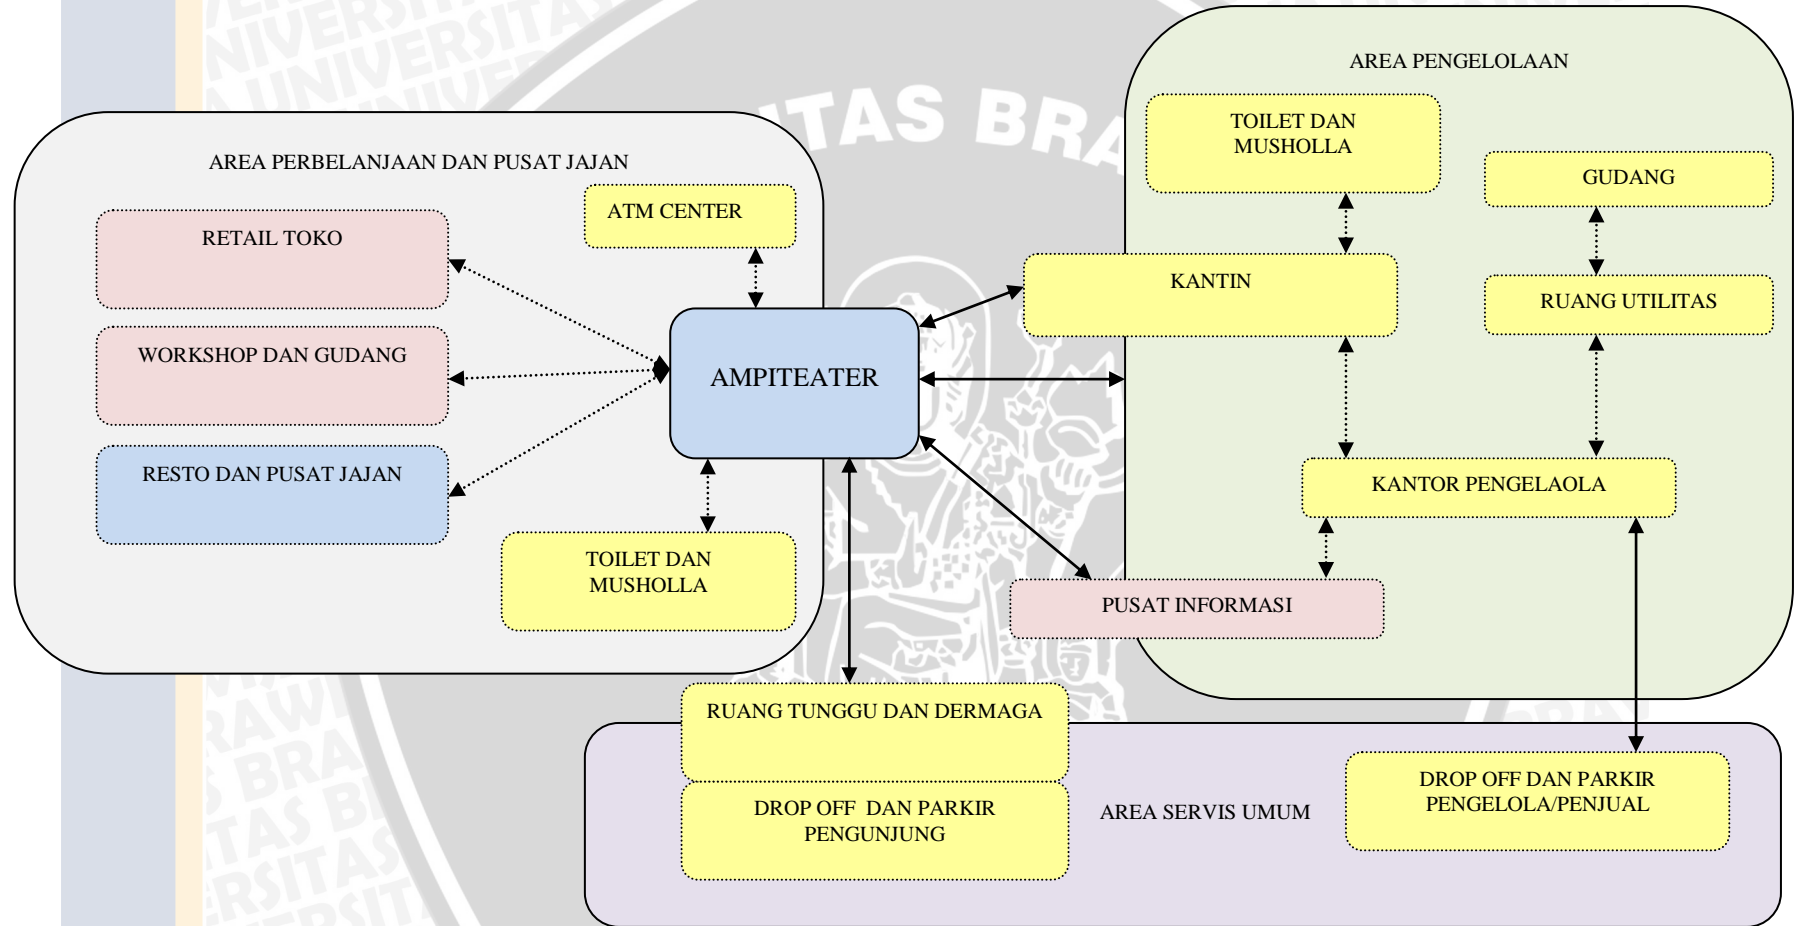 AREA PERBELANJAAN DAN PUSAT JAJAN
RETAIL TOKO
WORKSHOP DAN GUDANG
RESTO DAN PUSAT JAJAN
ATM CENTER
AMPITEATER
TOILET DAN
MUSHOLLA
AREA PENGELOLAAN
TOILET DAN
MUSHOLLA
GUDANG
KANTIN
RUANG UTILITAS
KANTOR PENGELAOLA
PUSAT INFORMASI
RUANG TUNGGU DAN DERMAGA
DROP OFF  DAN PARKIR
PENGUNJUNG
AREA SERVIS UMUM
DROP OFF DAN PARKIR
PENGELOLA/PENJUAL
ITAS BRA